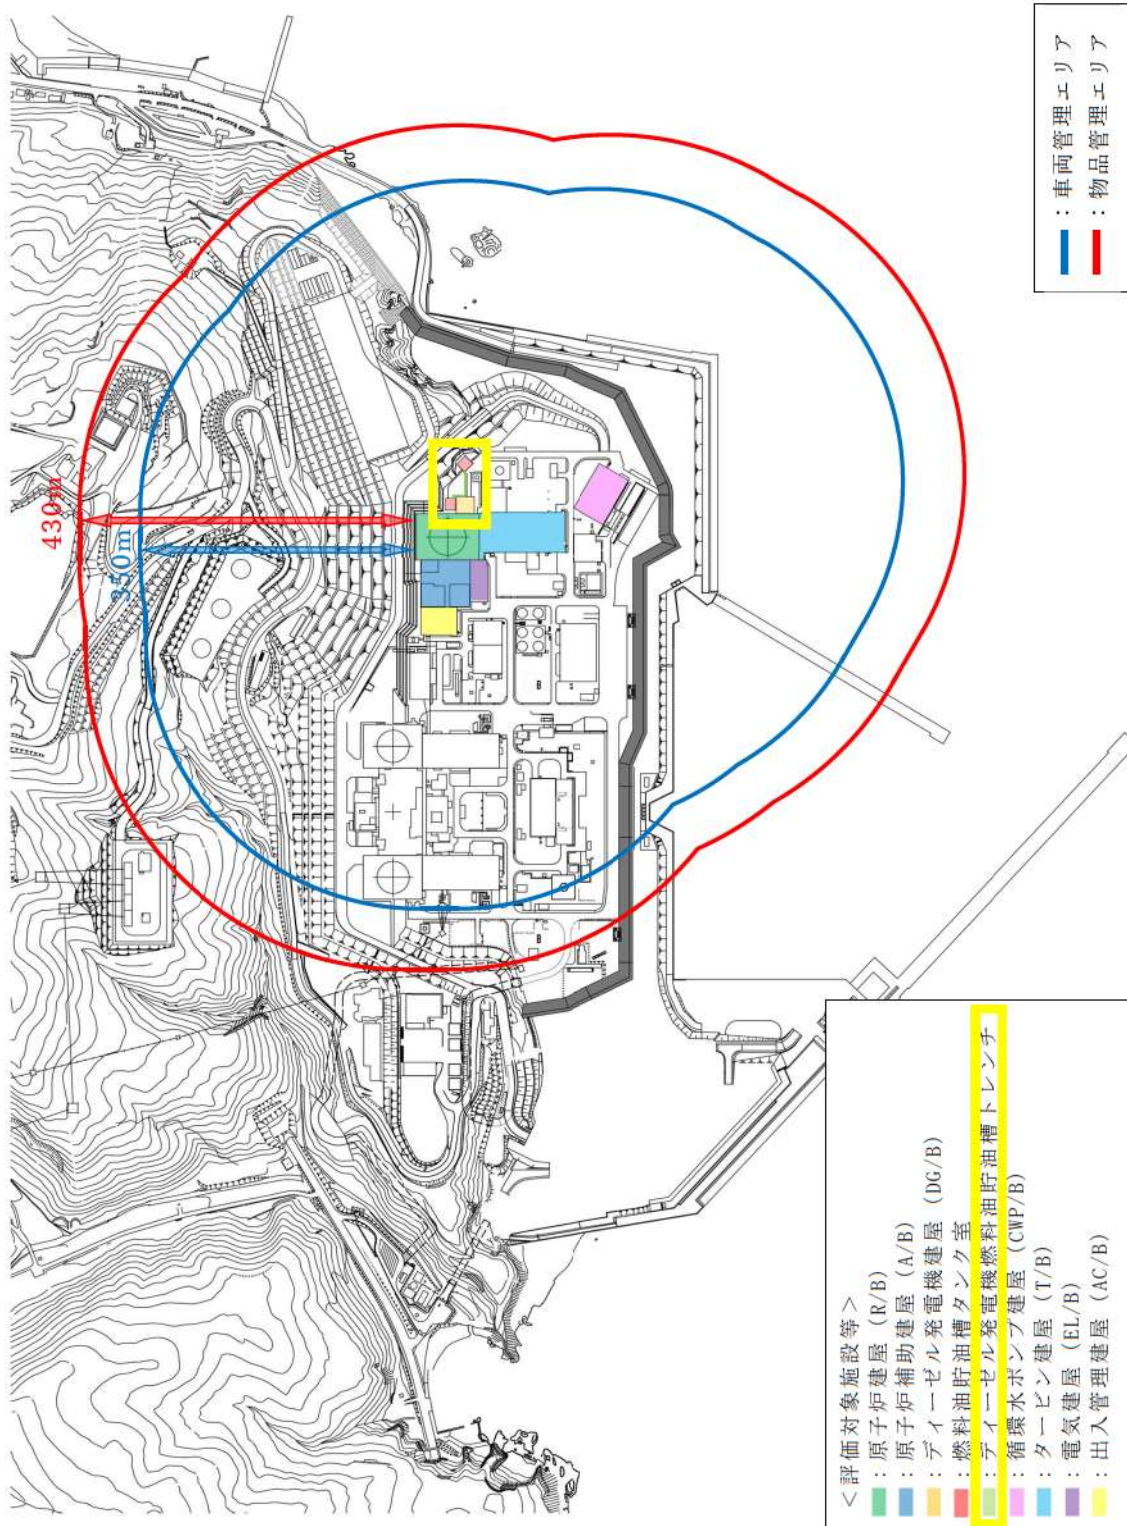 430m
350m
：車両管理エリア
：物品管理エリア
＜評価対象施設等＞
：原子炉建屋 (R/B)
：原子炉補助建屋 (A/B)
：ディーゼル発電機建屋 (DG/B)
：燃料油貯油槽タンク室
：ディーゼル発電機燃料油貯油槽トレンチ
：循環水ポンプ建屋 (CWP/B)
：タービン建屋 (T/B)
：電気建屋 (EL/B)
：出入管理建屋 (AC/B)